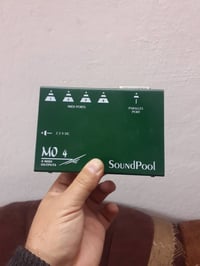 MIDI-PORTS
PARALLEL
PORT
MO 4
4 MIDI
OUTPUTS
SoundPool